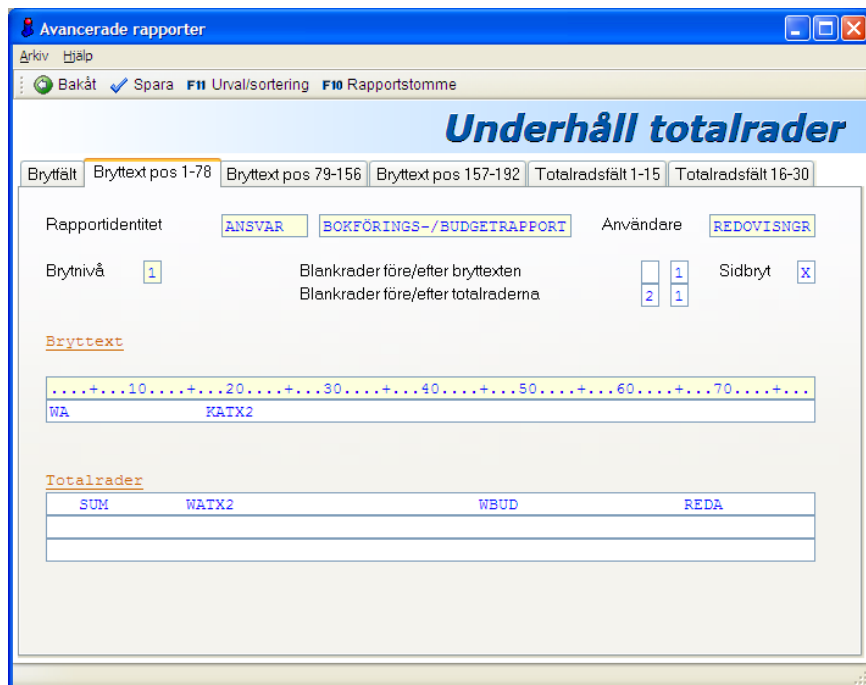 Avancerade rapporter
Arkiv Hjälp
Bakåt Spara F11 Urval/sortering F10 Rapportstomme
Underhåll totalrader
Brytfält Bryttext pos 1-78 Bryttext pos 79-156 Bryttext pos 157-192 Totalradsfält 1-15 Totalradsfält 16-30
Rapportidentitet ANSVAR BOKFÖRINGS-/BUDGETRAPPORT Användare REDOVISNGR
Brytnivå 1 Blankrader före/efter bryttexten 1 Sidbryt X
Blankrader före/efter totalraderna 2 1
Bryttext
....+...10....+...20....+...30....+...40....+...50....+...60....+...70....+...
WA KATX2
Totalrader
SUM WATX2 WBUD REDA